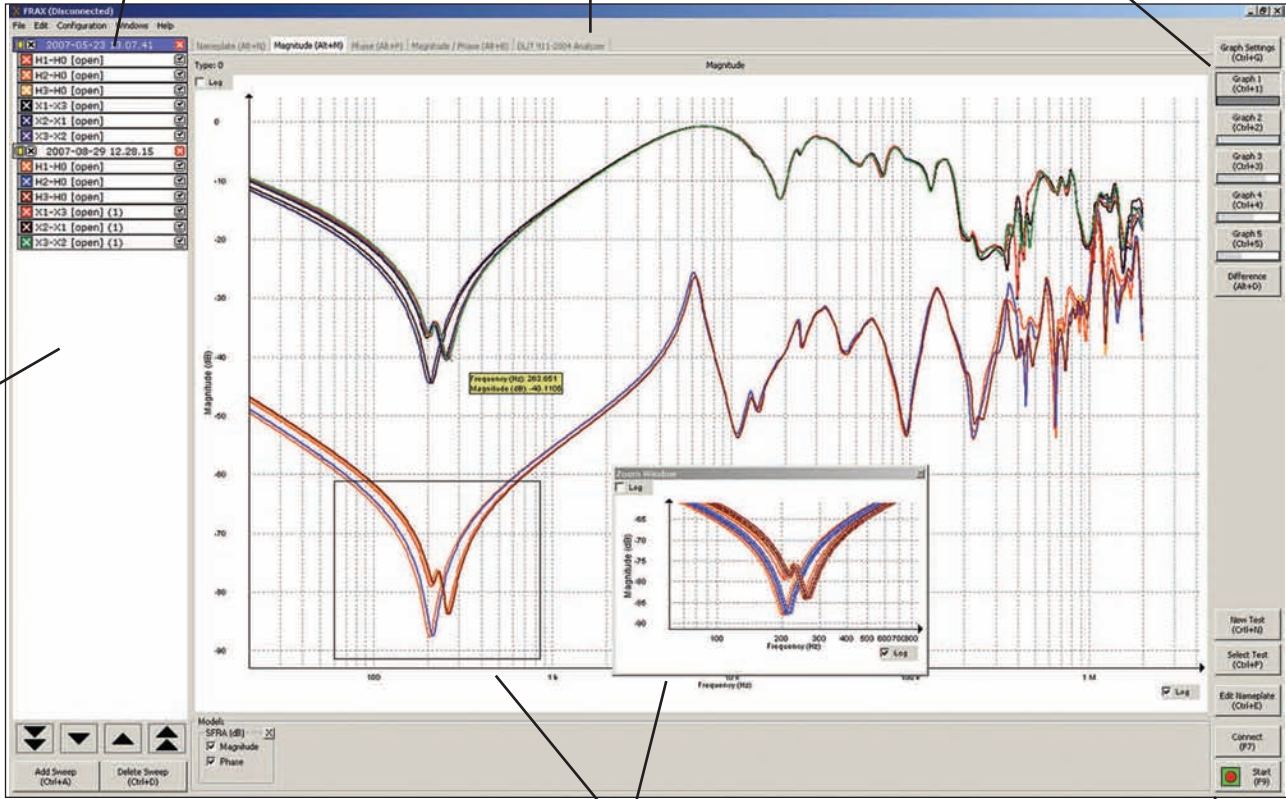 FRAX (Disconnected)
File Edit Configuration Windows Help
2007-05-23 13.07.41
H1-H0 [open]
H2-H0 [open]
H3-H0 [open]
X1-X3 [open]
X2-X1 [open]
X3-X2 [open]
2007-08-29 12.28.15
H1-H0 [open]
H2-H0 [open]
H3-H0 [open]
X1-X3 [open] (1)
X2-X1 [open] (1)
X3-X2 [open] (1)
Add Sweep
(Ctrl+A)
Delete Sweep
(Ctrl+D)
Nameplate (Alt+N) Magnitude (Alt+M) Phase (Alt+P) Magnitude / Phase (Alt+B) DL/T 911-2004 Analyzer
Type: 0
Magnitude
Log
0
-10
-20
-30
-40
-50
-60
-70
-80
-90
Magnitude (dB)
Frequency (Hz): 263.651
Magnitude (dB) -40.1106
100 1 k 10 k 100 k 1 M
Frequency (Hz)
Log
Zoom Window
Log
-65
-70
-75
-80
-85
-90
Magnitude (dB)
100 200 300 400 500 600 700 800
Frequency (Hz)
Log
Models
SFRA (dB) X
Magnitude
Phase
Graph Settings
(Ctrl+G)
Graph 1
(Ctrl+1)
Graph 2
(Ctrl+2)
Graph 3
(Ctrl+3)
Graph 4
(Ctrl+4)
Graph 5
(Ctrl+5)
Difference
(Alt+D)
New Test
(Ctrl+N)
Select Test
(Ctrl+F)
Edit Nameplate
(Ctrl+E)
Connect
(F7)
Start
(F9)